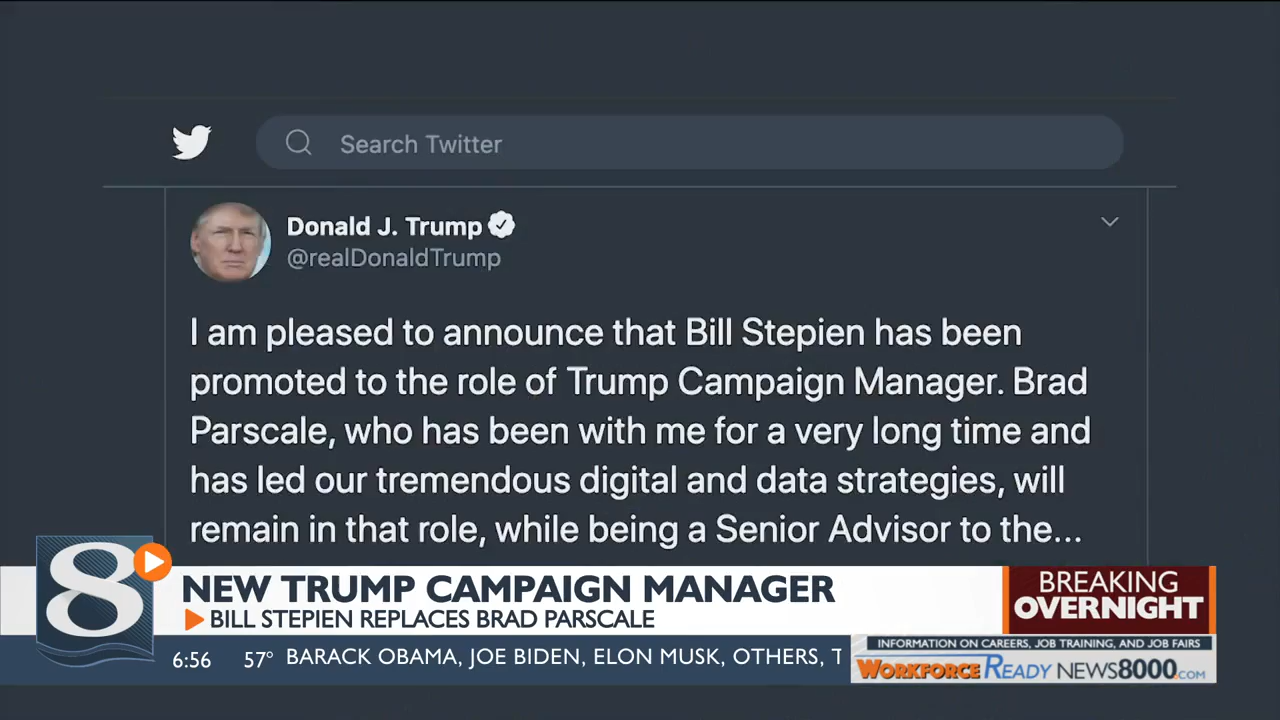 Search Twitter
Donald J. Trump
@realDonaldTrump
I am pleased to announce that Bill Stepien has been
promoted to the role of Trump Campaign Manager. Brad
Parscale, who has been with me for a very long time and
has led our tremendous digital and data strategies, will
remain in that role, while being a Senior Advisor to the...
8
NEW TRUMP CAMPAIGN MANAGER
BILL STEPIEN REPLACES BRAD PARSCALE
BREAKING
OVERNIGHT
6:56 57° BARACK OBAMA, JOE BIDEN, ELON MUSK, OTHERS, T
INFORMATION ON CAREERS, JOB TRAINING, AND JOB FAIRS
WORKFORCE READY NEWS8000.COM